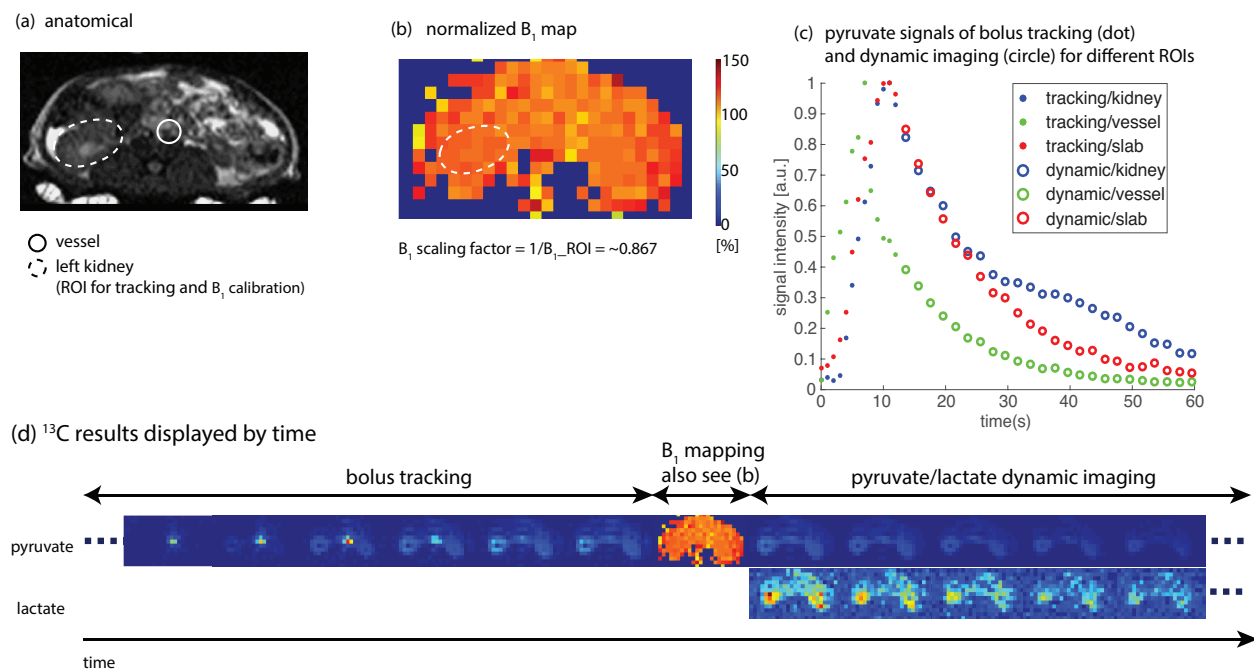 (a) anatomical
vessel
left kidney
(ROI for tracking and B₁ calibration)
(b) normalized B₁ map
150
100
50
0
[%]
B₁ scaling factor = 1/B₁_ROI = ~0.867
(c) pyruvate signals of bolus tracking (dot)
and dynamic imaging (circle) for different ROIs
signal intensity [a.u.]
1
0.9
0.8
0.7
0.6
0.5
0.4
0.3
0.2
0.1
0
0 10 20 30 40 50 60
time(s)
tracking/kidney
tracking/vessel
tracking/slab
dynamic/kidney
dynamic/vessel
dynamic/slab
(d) ¹³C results displayed by time
bolus tracking
B₁ mapping
also see (b)
pyruvate/lactate dynamic imaging
pyruvate
lactate
time